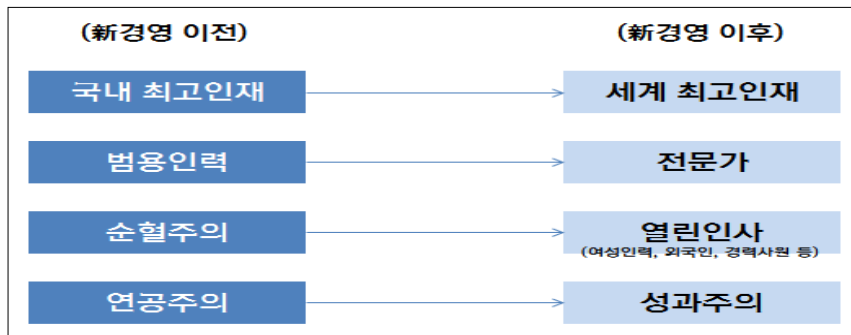 (新경영 이전) (新경영 이후)
국내 최고인재 세계 최고인재
범용인력 전문가
순혈주의 열린인사
(여성인력, 외국인, 경력사원 등)
연공주의 성과주의